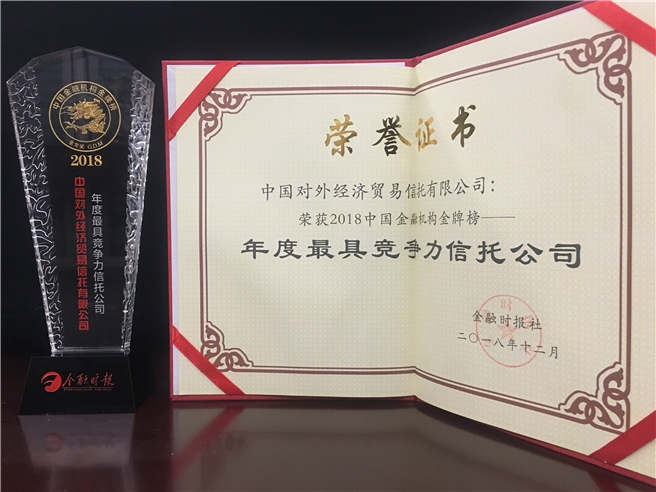 中国金融机构金牌榜
金龙奖 GDM
2018
年度最具竞争力信托公司
中国对外经济贸易信托有限公司
金融时报
荣誉证书
中国对外经济贸易信托有限公司：
荣获2018中国金融机构金牌榜——
年度最具竞争力信托公司
金融时报社
二〇一八年十二月